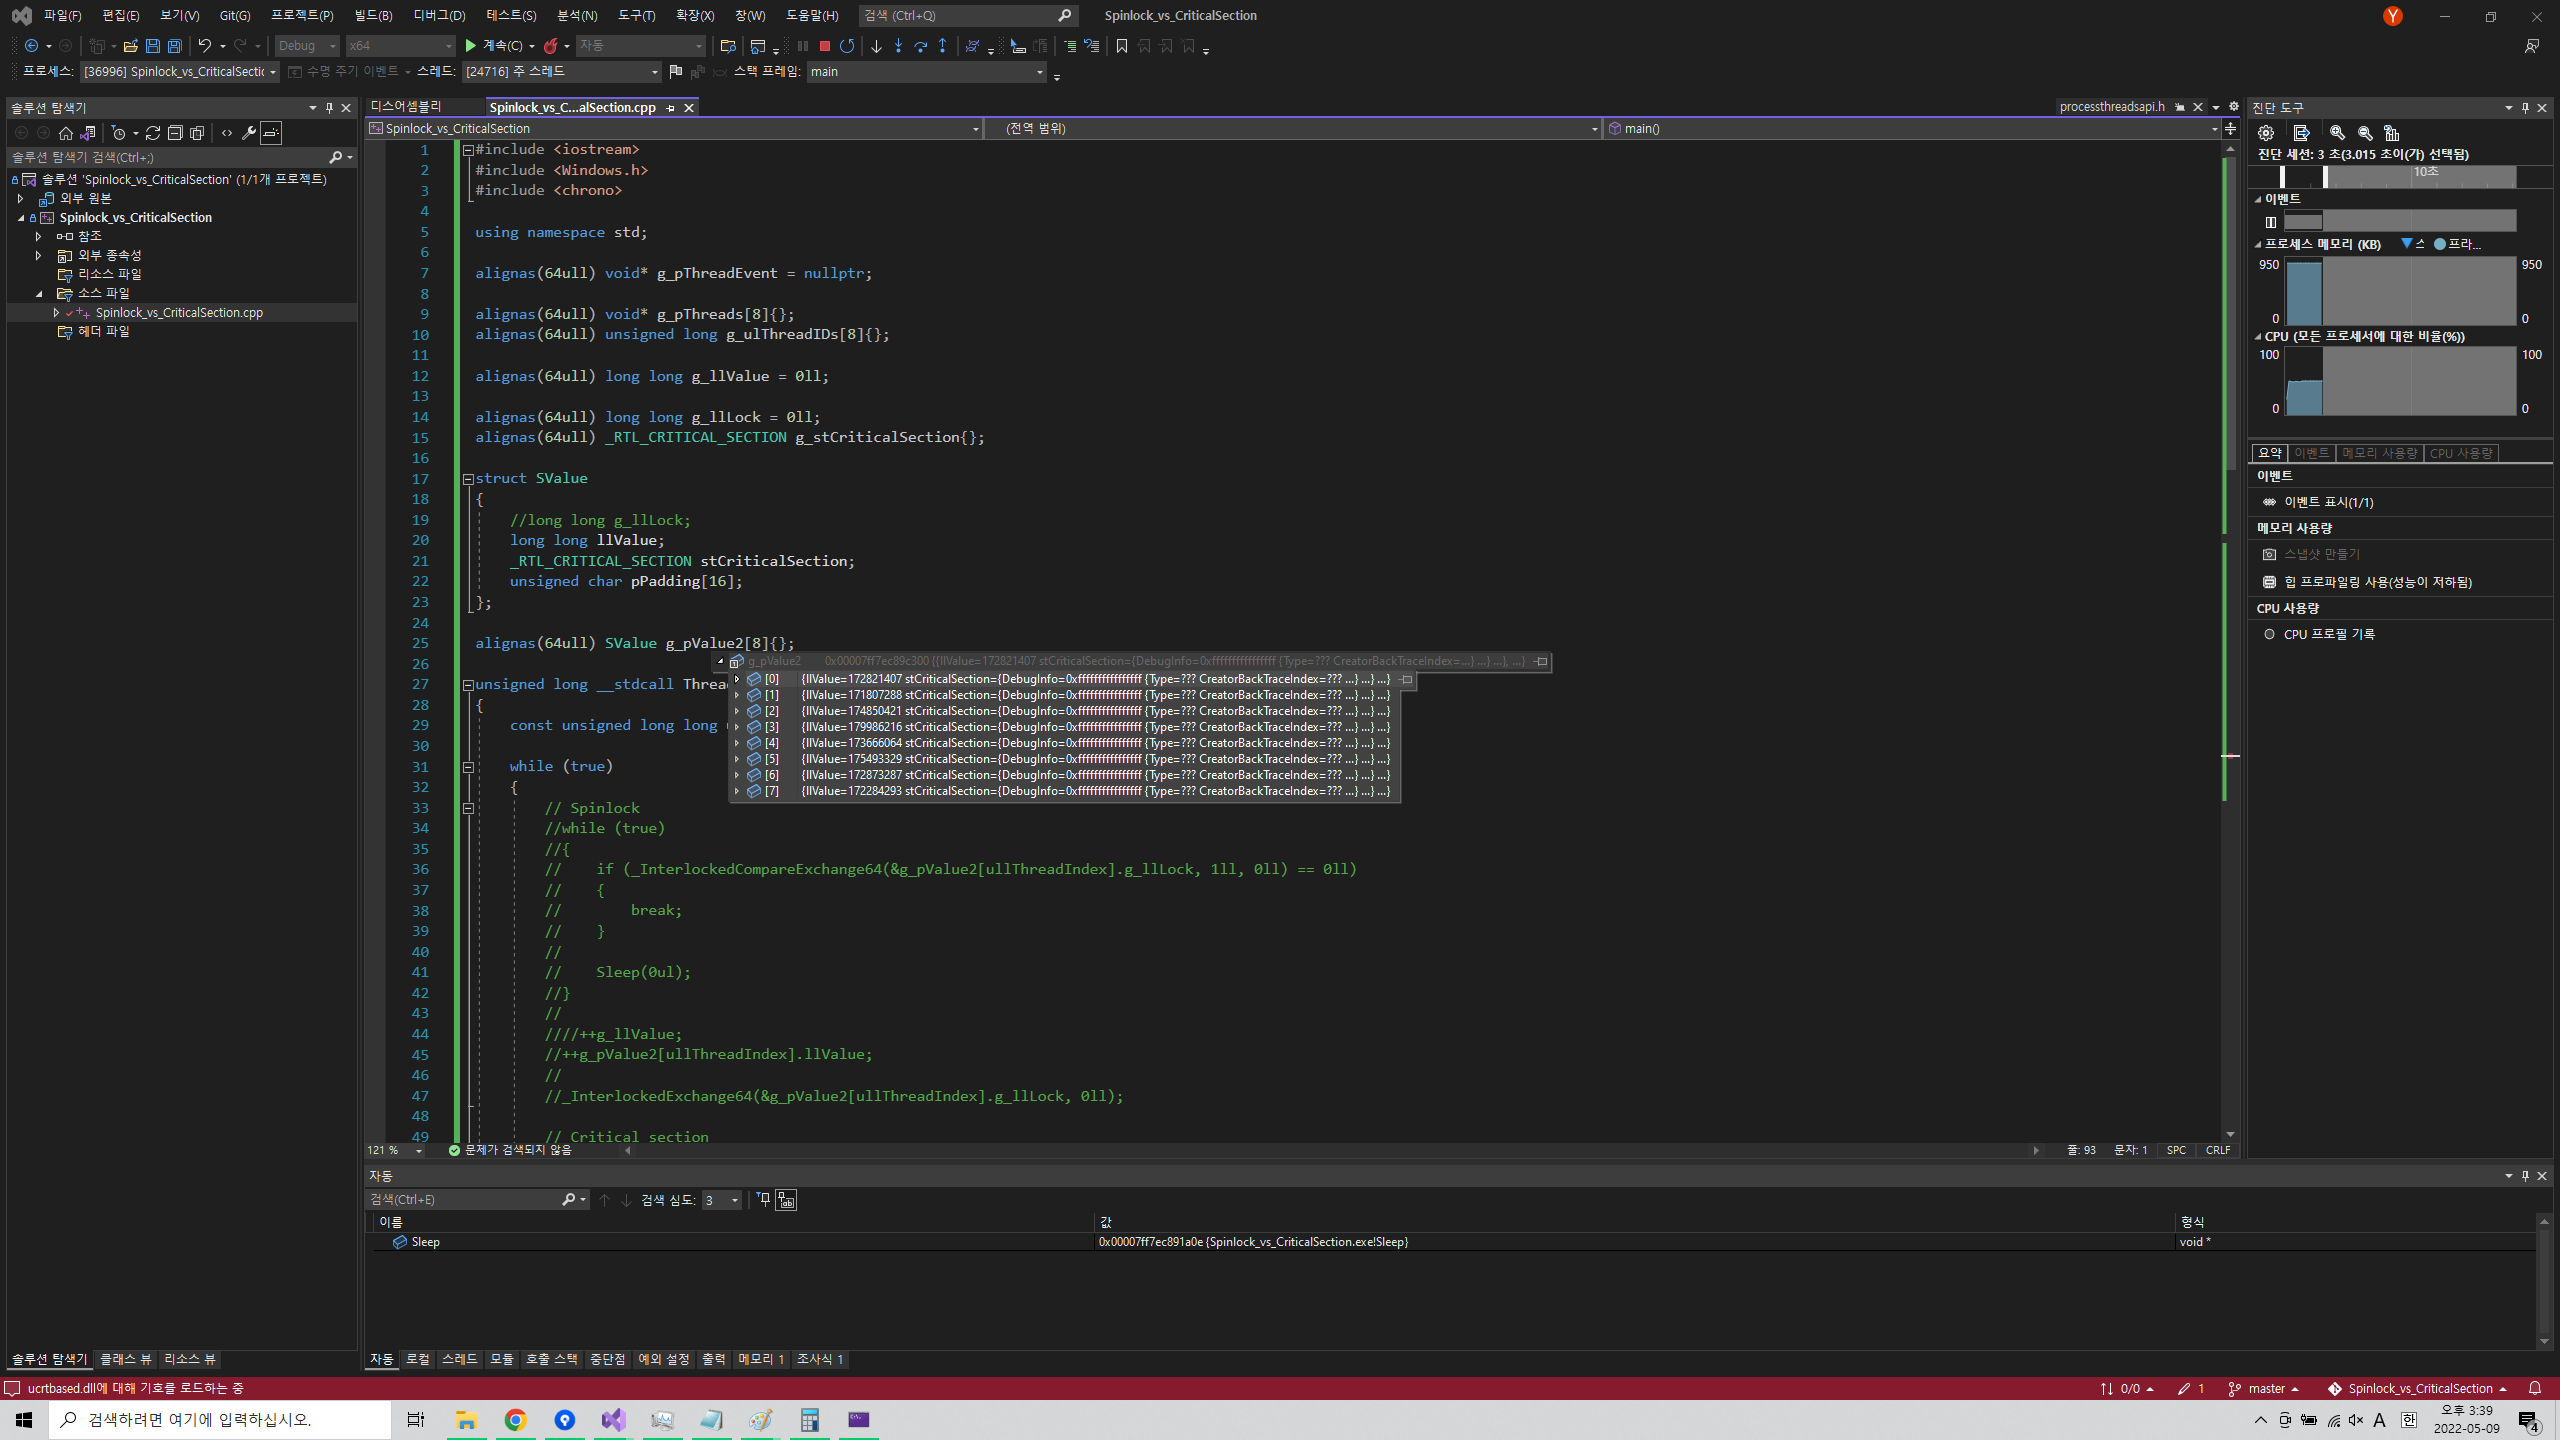 파일(F) 편집(E) 보기(V) Git(G) 프로젝트(P) 빌드(B) 디버그(D) 테스트(S) 분석(N) 도구(T) 확장(X) 창(W) 도움말(H) 검색 (Ctrl+Q) Spinlock_vs_CriticalSection Y
Debug x64 계속(C) 자동
프로세스: [36996] Spinlock_vs_CriticalSectic 수명 주기 이벤트 스레드: [24716] 주 스레드 스택 프레임: main
솔루션 탐색기
솔루션 탐색기 검색(Ctrl+;)
솔루션 'Spinlock_vs_CriticalSection' (1/1개 프로젝트)
외부 원본
Spinlock_vs_CriticalSection
참조
외부 종속성
리소스 파일
소스 파일
Spinlock_vs_CriticalSection.cpp
헤더 파일
솔루션 탐색기 클래스 뷰 리소스 뷰
디스어셈블리 Spinlock_vs_C...alSection.cpp processthreadsapi.h
Spinlock_vs_CriticalSection (전역 범위) main()
1 #include <iostream>
2 #include <Windows.h>
3 #include <chrono>
4
5 using namespace std;
6
7 alignas(64ull) void* g_pThreadEvent = nullptr;
8
9 alignas(64ull) void* g_pThreads[8]{};
10 alignas(64ull) unsigned long g_ulThreadIDs[8]{};
11
12 alignas(64ull) long long g_llValue = 0ll;
13
14 alignas(64ull) long long g_llLock = 0ll;
15 alignas(64ull) _RTL_CRITICAL_SECTION g_stCriticalSection{};
16
17 struct SValue
18 {
19 //long long g_llLock;
20 long long llValue;
21 _RTL_CRITICAL_SECTION stCriticalSection;
22 unsigned char pPadding[16];
23 };
24
25 alignas(64ull) SValue g_pValue2[8]{};
26
g_pValue2 0x00007ff7ec89c300 {{llValue=172821407 stCriticalSection={DebugInfo=0xffffffffffffffff {Type=??? CreatorBackTraceIndex=...} ...} ...}, ...}
[0] {llValue=172821407 stCriticalSection={DebugInfo=0xffffffffffffffff {Type=??? CreatorBackTraceIndex=??? ...} ...} ...}
[1] {llValue=171807288 stCriticalSection={DebugInfo=0xffffffffffffffff {Type=??? CreatorBackTraceIndex=??? ...} ...} ...}
[2] {llValue=174850421 stCriticalSection={DebugInfo=0xffffffffffffffff {Type=??? CreatorBackTraceIndex=??? ...} ...} ...}
[3] {llValue=179986216 stCriticalSection={DebugInfo=0xffffffffffffffff {Type=??? CreatorBackTraceIndex=??? ...} ...} ...}
[4] {llValue=173666064 stCriticalSection={DebugInfo=0xffffffffffffffff {Type=??? CreatorBackTraceIndex=??? ...} ...} ...}
[5] {llValue=175493329 stCriticalSection={DebugInfo=0xffffffffffffffff {Type=??? CreatorBackTraceIndex=??? ...} ...} ...}
[6] {llValue=172873287 stCriticalSection={DebugInfo=0xffffffffffffffff {Type=??? CreatorBackTraceIndex=??? ...} ...} ...}
[7] {llValue=172284293 stCriticalSection={DebugInfo=0xffffffffffffffff {Type=??? CreatorBackTraceIndex=??? ...} ...} ...}
27 unsigned long __stdcall Threa
28 {
29 const unsigned long long
30
31 while (true)
32 {
33 // Spinlock
34 //while (true)
35 //{
36 // if (_InterlockedCompareExchange64(&g_pValue2[ullThreadIndex].g_llLock, 1ll, 0ll) == 0ll)
37 // {
38 // break;
39 // }
40 //
41 // Sleep(0ul);
42 //}
43 //
44 ////++g_llValue;
45 //++g_pValue2[ullThreadIndex].llValue;
46 //
47 //_InterlockedExchange64(&g_pValue2[ullThreadIndex].g_llLock, 0ll);
48
49 // Critical section
121 % 문제가 검색되지 않음 줄: 93 문자: 1 SPC CRLF
자동
검색(Ctrl+E) 검색 심도: 3
이름 값 형식
Sleep 0x00007ff7ec891a0e {Spinlock_vs_CriticalSection.exe!Sleep} void *
자동 로컬 스레드 모듈 호출 스택 중단점 예외 설정 출력 메모리 1 조사식 1
진단 도구
진단 세션: 3 초(3.015 초이(가) 선택됨)
10초
이벤트
프로세스 메모리 (KB) 스 프라...
950 950
0 0
CPU (모든 프로세서에 대한 비율(%))
100 100
0 0
요약 이벤트 메모리 사용량 CPU 사용량
이벤트
이벤트 표시(1/1)
메모리 사용량
스냅샷 만들기
힙 프로파일링 사용(성능이 저하됨)
CPU 사용량
CPU 프로필 기록
ucrtbased.dll에 대해 기호를 로드하는 중 0/0 1 master Spinlock_vs_CriticalSection
검색하려면 여기에 입력하십시오. A 한 오후 3:39
2022-05-09 4